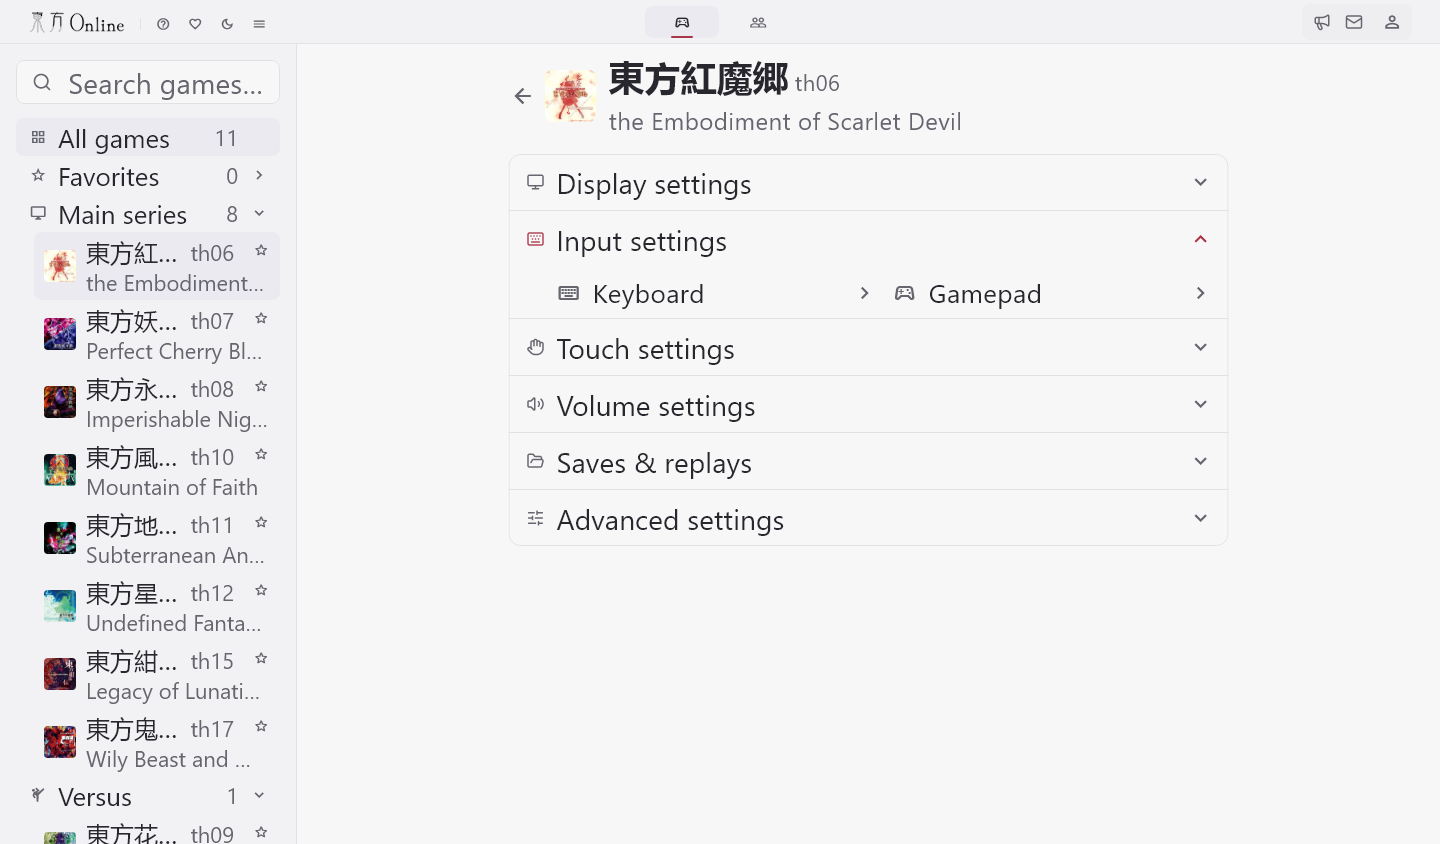 東方 Online
Search games...
All games 11
Favorites 0
Main series 8
東方紅... th06
the Embodiment...
東方妖... th07
Perfect Cherry Bl...
東方永... th08
Imperishable Nig...
東方風... th10
Mountain of Faith
東方地... th11
Subterranean An...
東方星... th12
Undefined Fanta...
東方紺... th15
Legacy of Lunati...
東方鬼... th17
Wily Beast and ...
Versus 1
東方花... th09
東方紅魔郷 th06
the Embodiment of Scarlet Devil
Display settings
Input settings
Keyboard
Gamepad
Touch settings
Volume settings
Saves & replays
Advanced settings